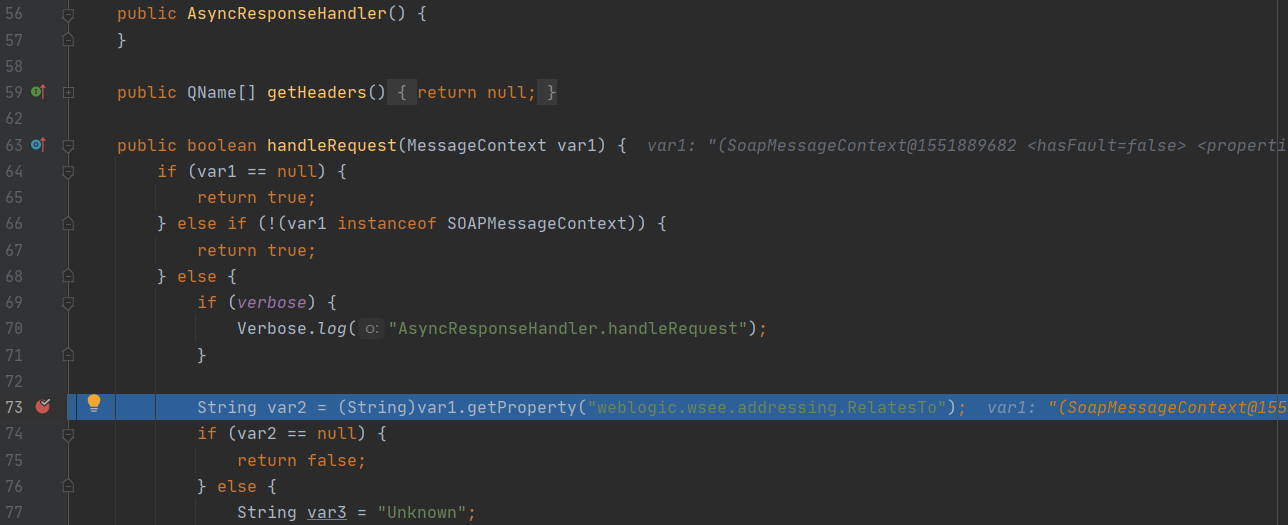 56 public AsyncResponseHandler() {
57 }
58
59 public QName[] getHeaders() { return null; }
62
63 public boolean handleRequest(MessageContext var1) { var1: "(SoapMessageContext@1551889682 <hasFault=false> <properti
64 if (var1 == null) {
65 return true;
66 } else if (!(var1 instanceof SOAPMessageContext)) {
67 return true;
68 } else {
69 if (verbose) {
70 Verbose.log( o: "AsyncResponseHandler.handleRequest");
71 }
72
73 String var2 = (String)var1.getProperty("weblogic.wsee.addressing.RelatesTo"); var1: "(SoapMessageContext@155
74 if (var2 == null) {
75 return false;
76 } else {
77 String var3 = "Unknown";